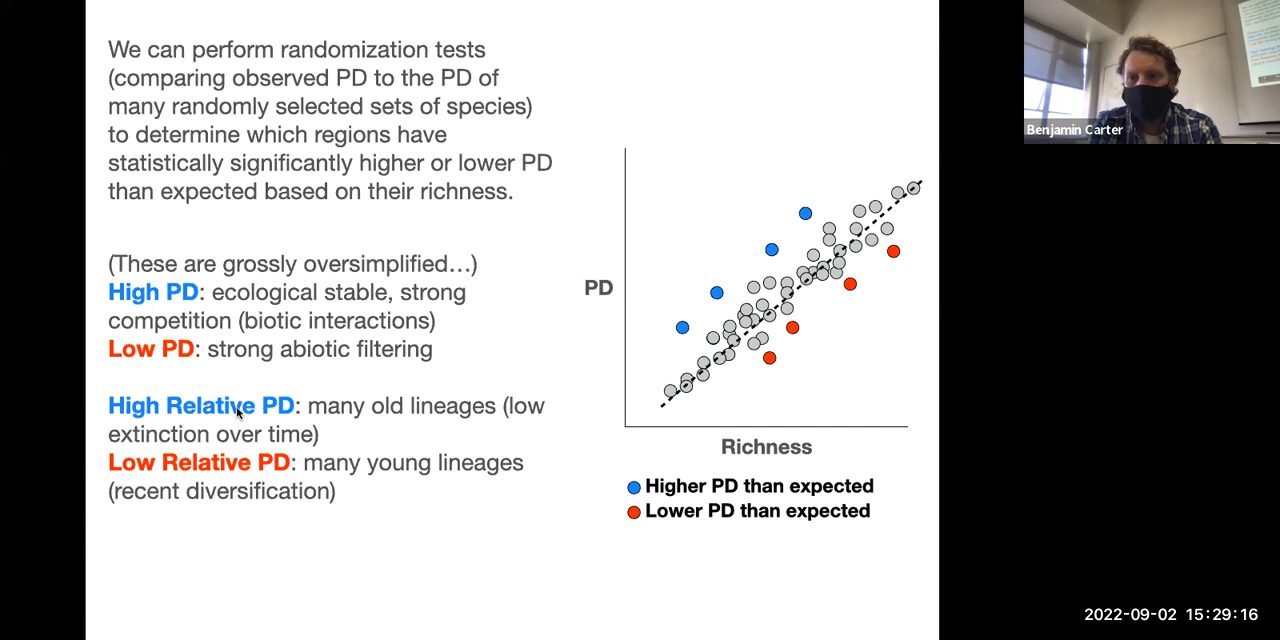 We can perform randomization tests
(comparing observed PD to the PD of
many randomly selected sets of species)
to determine which regions have
statistically significantly higher or lower PD
than expected based on their richness.
(These are grossly oversimplified…)
High PD: ecological stable, strong
competition (biotic interactions)
Low PD: strong abiotic filtering
High Relative PD: many old lineages (low
extinction over time)
Low Relative PD: many young lineages
(recent diversification)
PD
Richness
Higher PD than expected
Lower PD than expected
Benjamin Carter
2022-09-02 15:29:16